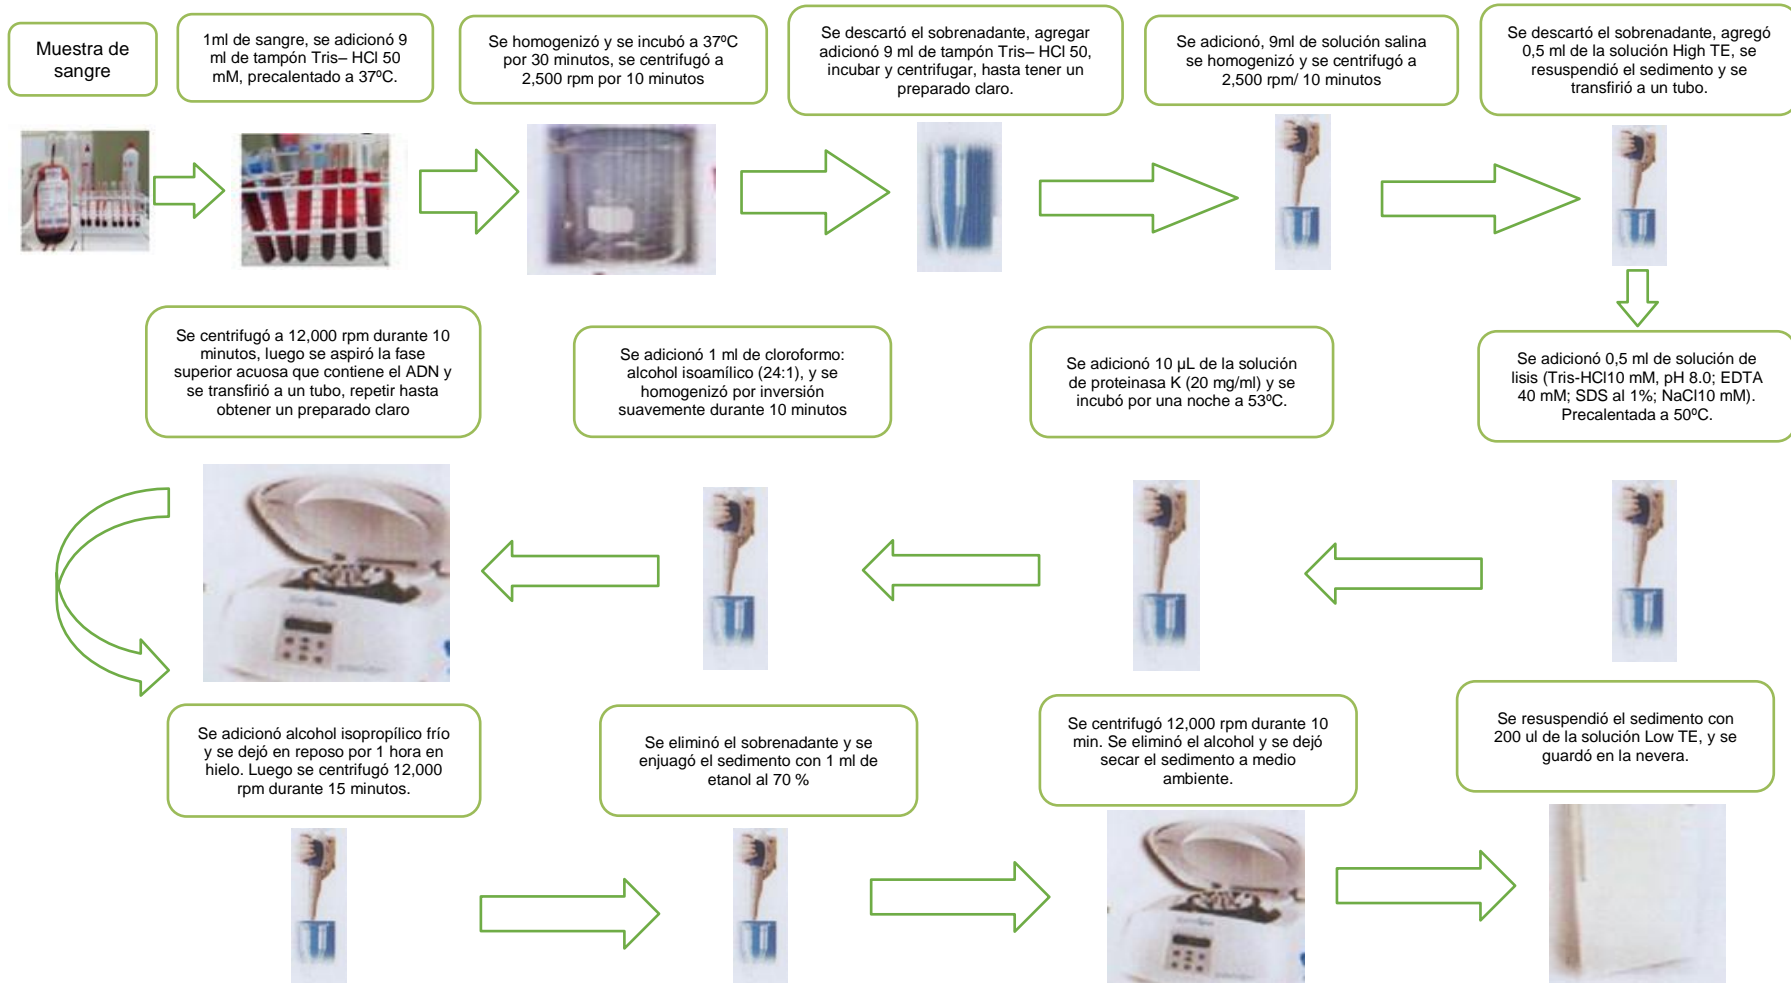 Muestra de
sangre
1ml de sangre, se adicionó 9
ml de tampón Tris– HCl 50
mM, precalentado a 37ºC.
Se homogenizó y se incubó a 37ºC
por 30 minutos, se centrifugó a
2,500 rpm por 10 minutos
Se descartó el sobrenadante, agregar
adicionó 9 ml de tampón Tris– HCl 50,
incubar y centrifugar, hasta tener un
preparado claro.
Se adicionó, 9ml de solución salina
se homogenizó y se centrifugó a
2,500 rpm/ 10 minutos
Se descartó el sobrenadante, agregó
0,5 ml de la solución High TE, se
resuspendió el sedimento y se
transfirió a un tubo.
Se adicionó 0,5 ml de solución de
lisis (Tris-HCl10 mM, pH 8.0; EDTA
40 mM; SDS al 1%; NaCl10 mM).
Precalentada a 50ºC.
Se adicionó 10 µL de la solución
de proteinasa K (20 mg/ml) y se
incubó por una noche a 53ºC.
Se adicionó 1 ml de cloroformo:
alcohol isoamílico (24:1), y se
homogenizó por inversión
suavemente durante 10 minutos
Se centrifugó a 12,000 rpm durante 10
minutos, luego se aspiró la fase
superior acuosa que contiene el ADN y
se transfirió a un tubo, repetir hasta
obtener un preparado claro
Se adicionó alcohol isopropílico frío
y se dejó en reposo por 1 hora en
hielo. Luego se centrifugó 12,000
rpm durante 15 minutos.
Se eliminó el sobrenadante y se
enjuagó el sedimento con 1 ml de
etanol al 70 %
Se centrifugó 12,000 rpm durante 10
min. Se eliminó el alcohol y se dejó
secar el sedimento a medio
ambiente.
Se resuspendió el sedimento con
200 ul de la solución Low TE, y se
guardó en la nevera.